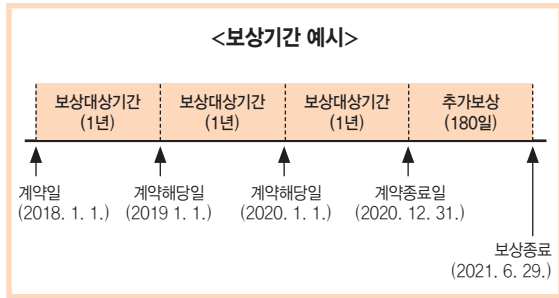 <보상기간 예시>
보상대상기간 보상대상기간 보상대상기간 추가보상
(1년) (1년) (1년) (180일)
계약일 계약해당일 계약해당일 계약종료일
(2018. 1. 1.) (2019 1. 1.) (2020. 1. 1.) (2020. 12. 31.)
보상종료
(2021. 6. 29.)